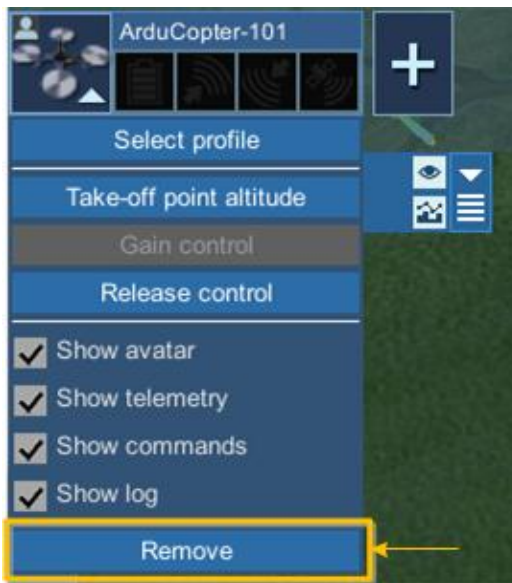 ArduCopter-101
Select profile
Take-off point altitude
Gain control
Release control
Show avatar
Show telemetry
Show commands
Show log
Remove